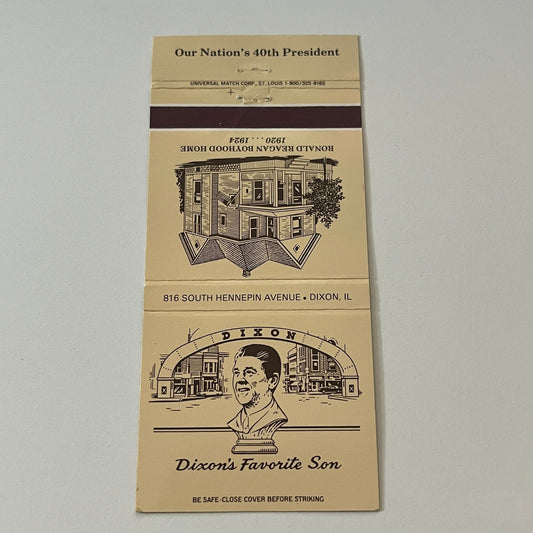 Our Nation's 40th President
UNIVERSAL MATCH CORP., ST. LOUIS 1-800/325-8165
1920 . . . 1924
RONALD REAGAN BOYHOOD HOME
816 SOUTH HENNEPIN AVENUE • DIXON, IL
DIXON
Dixon's Favorite Son
BE SAFE-CLOSE COVER BEFORE STRIKING